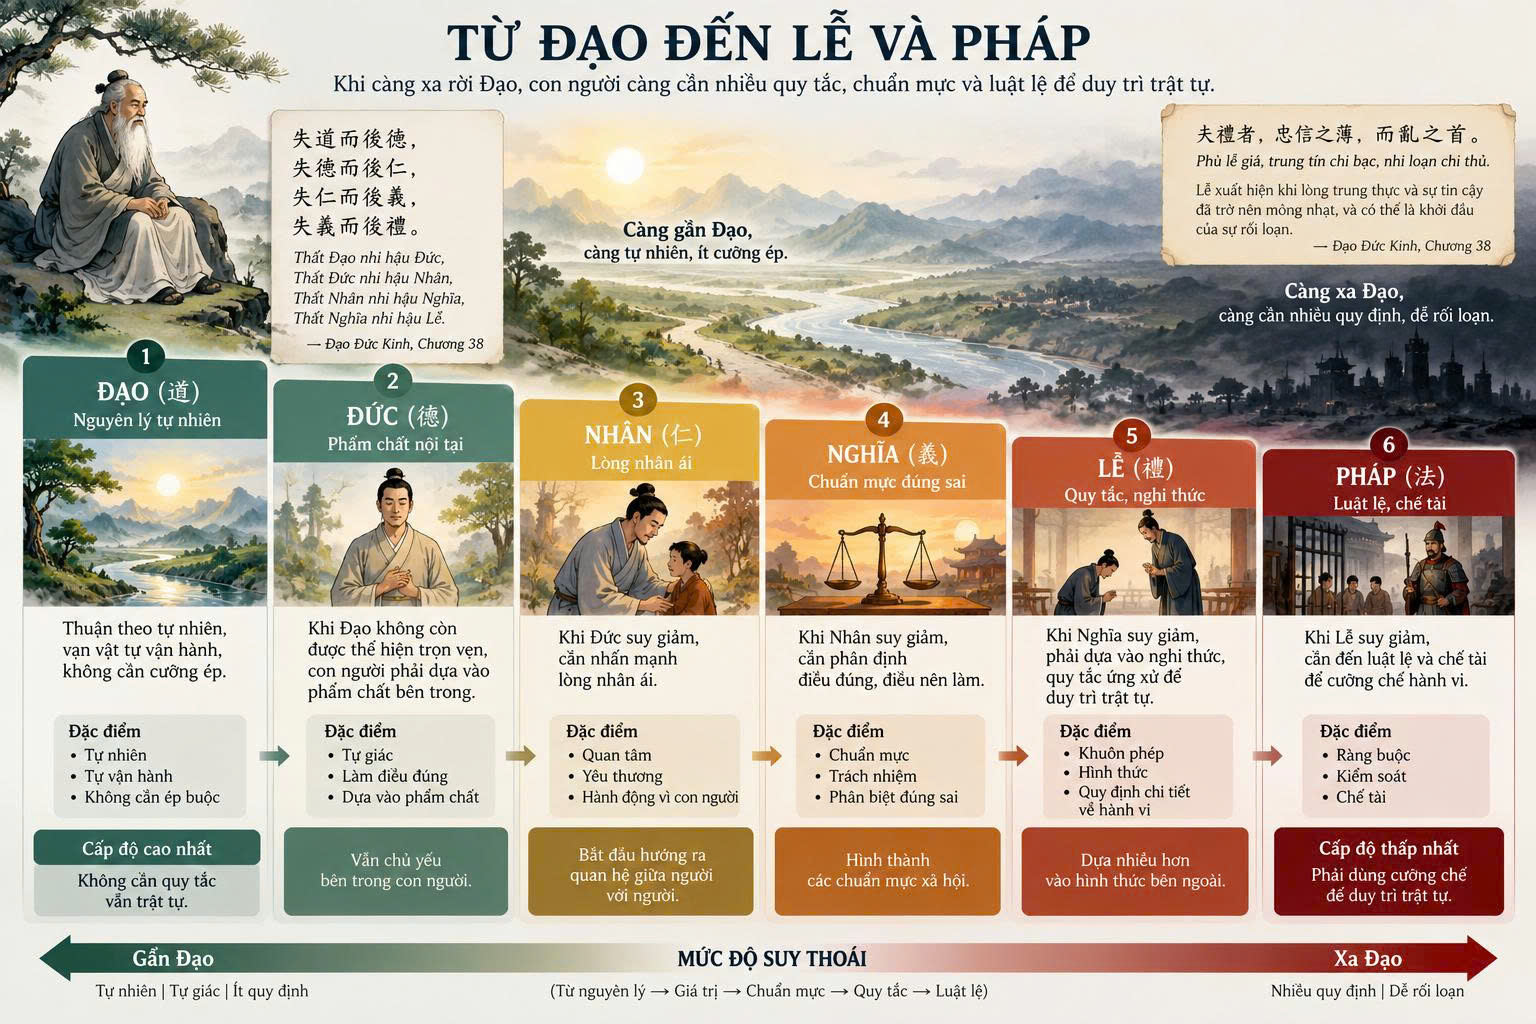 TỪ ĐẠO ĐẾN LỄ VÀ PHÁP
Khi càng xa rời Đạo, con người càng cần nhiều quy tắc, chuẩn mực và luật lệ để duy trì trật tự.
失道而後德，
失德而後仁，
失仁而後義，
失義而後禮。
Thất Đạo nhi hậu Đức,
Thất Đức nhi hậu Nhân,
Thất Nhân nhi hậu Nghĩa,
Thất Nghĩa nhi hậu Lễ.
— Đạo Đức Kinh, Chương 38
Càng gần Đạo,
càng tự nhiên, ít cưỡng ép.
夫禮者，忠信之薄，而亂之首。
Phù lễ giả, trung tín chi bạc, nhi loạn chi thủ.
Lễ xuất hiện khi lòng trung thực và sự tin cậy
đã trở nên mỏng nhạt, và có thể là khởi đầu
của sự rối loạn.
— Đạo Đức Kinh, Chương 38
Càng xa Đạo,
càng cần nhiều quy định, dễ rối loạn.
1
ĐẠO (道)
Nguyên lý tự nhiên
Thuận theo tự nhiên,
vạn vật tự vận hành,
không cần cưỡng ép.
Đặc điểm
• Tự nhiên
• Tự vận hành
• Không cần ép buộc
Cấp độ cao nhất
Không cần quy tắc
vẫn trật tự.
2
ĐỨC (德)
Phẩm chất nội tại
Khi Đạo không còn
được thể hiện trọn vẹn,
con người phải dựa vào
phẩm chất bên trong.
Đặc điểm
• Tự giác
• Làm điều đúng
• Dựa vào phẩm chất
Vẫn chủ yếu
bên trong con người.
3
NHÂN (仁)
Lòng nhân ái
Khi Đức suy giảm,
cần nhấn mạnh
lòng nhân ái.
Đặc điểm
• Quan tâm
• Yêu thương
• Hành động vì con người
Bắt đầu hướng ra
quan hệ giữa người
với người.
4
NGHĨA (義)
Chuẩn mực đúng sai
Khi Nhân suy giảm,
cần phân định
điều đúng, điều nên làm.
Đặc điểm
• Chuẩn mực
• Trách nhiệm
• Phân biệt đúng sai
Hình thành
các chuẩn mực xã hội.
5
LỄ (禮)
Quy tắc, nghi thức
Khi Nghĩa suy giảm,
phải dựa vào nghi thức,
quy tắc ứng xử để
duy trì trật tự.
Đặc điểm
• Khuôn phép
• Hình thức
• Quy định chi tiết
về hành vi
Dựa nhiều hơn
vào hình thức bên ngoài.
6
PHÁP (法)
Luật lệ, chế tài
Khi Lễ suy giảm,
cần đến luật lệ và chế tài
để cưỡng chế hành vi.
Đặc điểm
• Ràng buộc
• Kiểm soát
• Chế tài
Cấp độ thấp nhất
Phải dùng cưỡng chế
để duy trì trật tự.
Gần Đạo
MỨC ĐỘ SUY THOÁI
Xa Đạo
Tự nhiên | Tự giác | Ít quy định
(Từ nguyên lý → Giá trị → Chuẩn mực → Quy tắc → Luật lệ)
Nhiều quy định | Dễ rối loạn